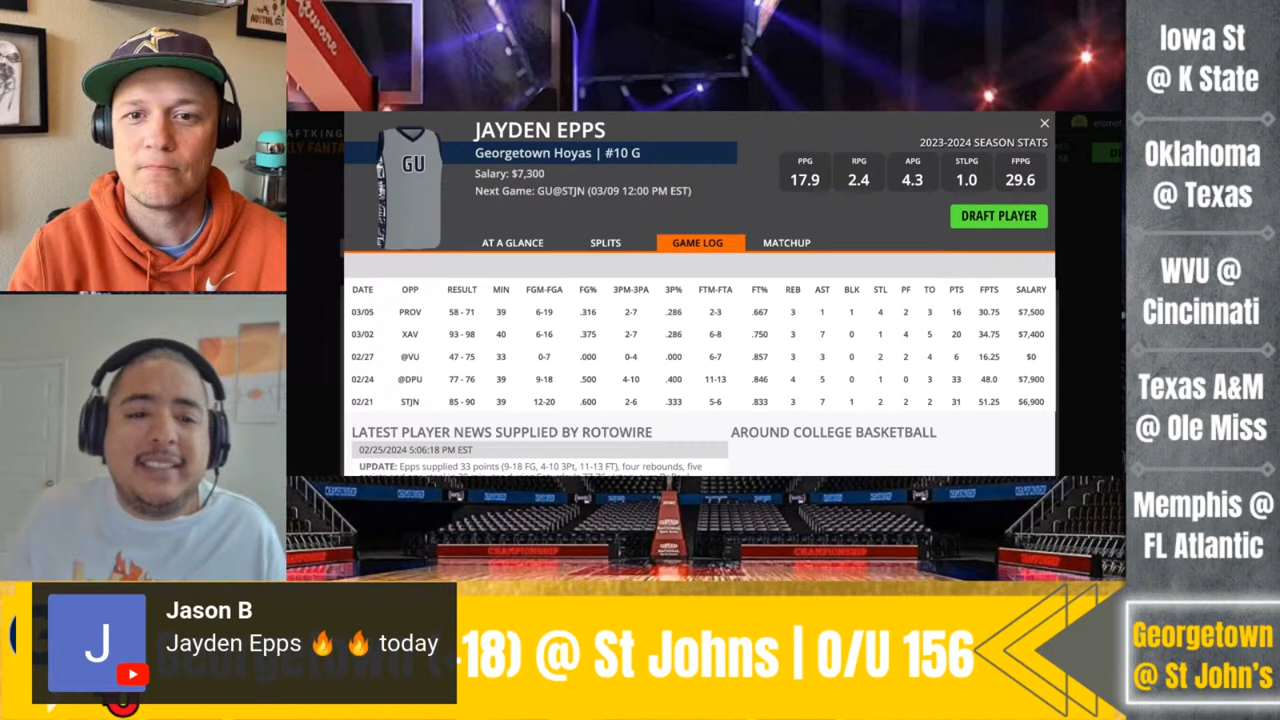 JAYDEN EPPS
Georgetown Hoyas | #10 G
Salary: $7,300
Next Game: GU@STJN (03/09 12:00 PM EST)
GU
2023-2024 SEASON STATS
PPG RPG APG STLPG FPPG
17.9 2.4 4.3 1.0 29.6
DRAFT PLAYER
AT A GLANCE SPLITS GAME LOG MATCHUP
DATE OPP RESULT MIN FGM-FGA FG% 3PM-3PA 3P% FTM-FTA FT% REB AST BLK STL PF TO PTS FPTS SALARY
03/05 PROV 58 - 71 39 6-19 .316 2-7 .286 2-3 .667 3 1 1 4 2 3 16 30.75 $7,500
03/02 XAV 93 - 98 40 6-16 .375 2-7 .286 6-8 .750 3 7 0 1 4 5 20 34.75 $7,400
02/27 @VU 47 - 75 33 0-7 .000 0-4 .000 6-7 .857 3 3 0 2 2 4 6 16.25 $0
02/24 @DPU 77 - 76 39 9-18 .500 4-10 .400 11-13 .846 4 5 0 1 0 3 33 48.0 $7,900
02/21 STJN 85 - 90 39 12-20 .600 2-6 .333 5-6 .833 3 7 1 2 2 2 31 51.25 $6,900
LATEST PLAYER NEWS SUPPLIED BY ROTOWIRE
AROUND COLLEGE BASKETBALL
02/25/2024 5:06:18 PM EST
UPDATE: Epps supplied 33 points (9-18 FG, 4-10 3Pt, 11-13 FT), four rebounds, five
CHAMPIONSHIP
CHAMPIONSHIP
J
Jason B
Jayden Epps 🔥 🔥 today
18) @ St Johns | O/U 156
Iowa St
@ K State
Oklahoma
@ Texas
WVU @
Cincinnati
Texas A&M
@ Ole Miss
Memphis @
FL Atlantic
Georgetown
@ St John's